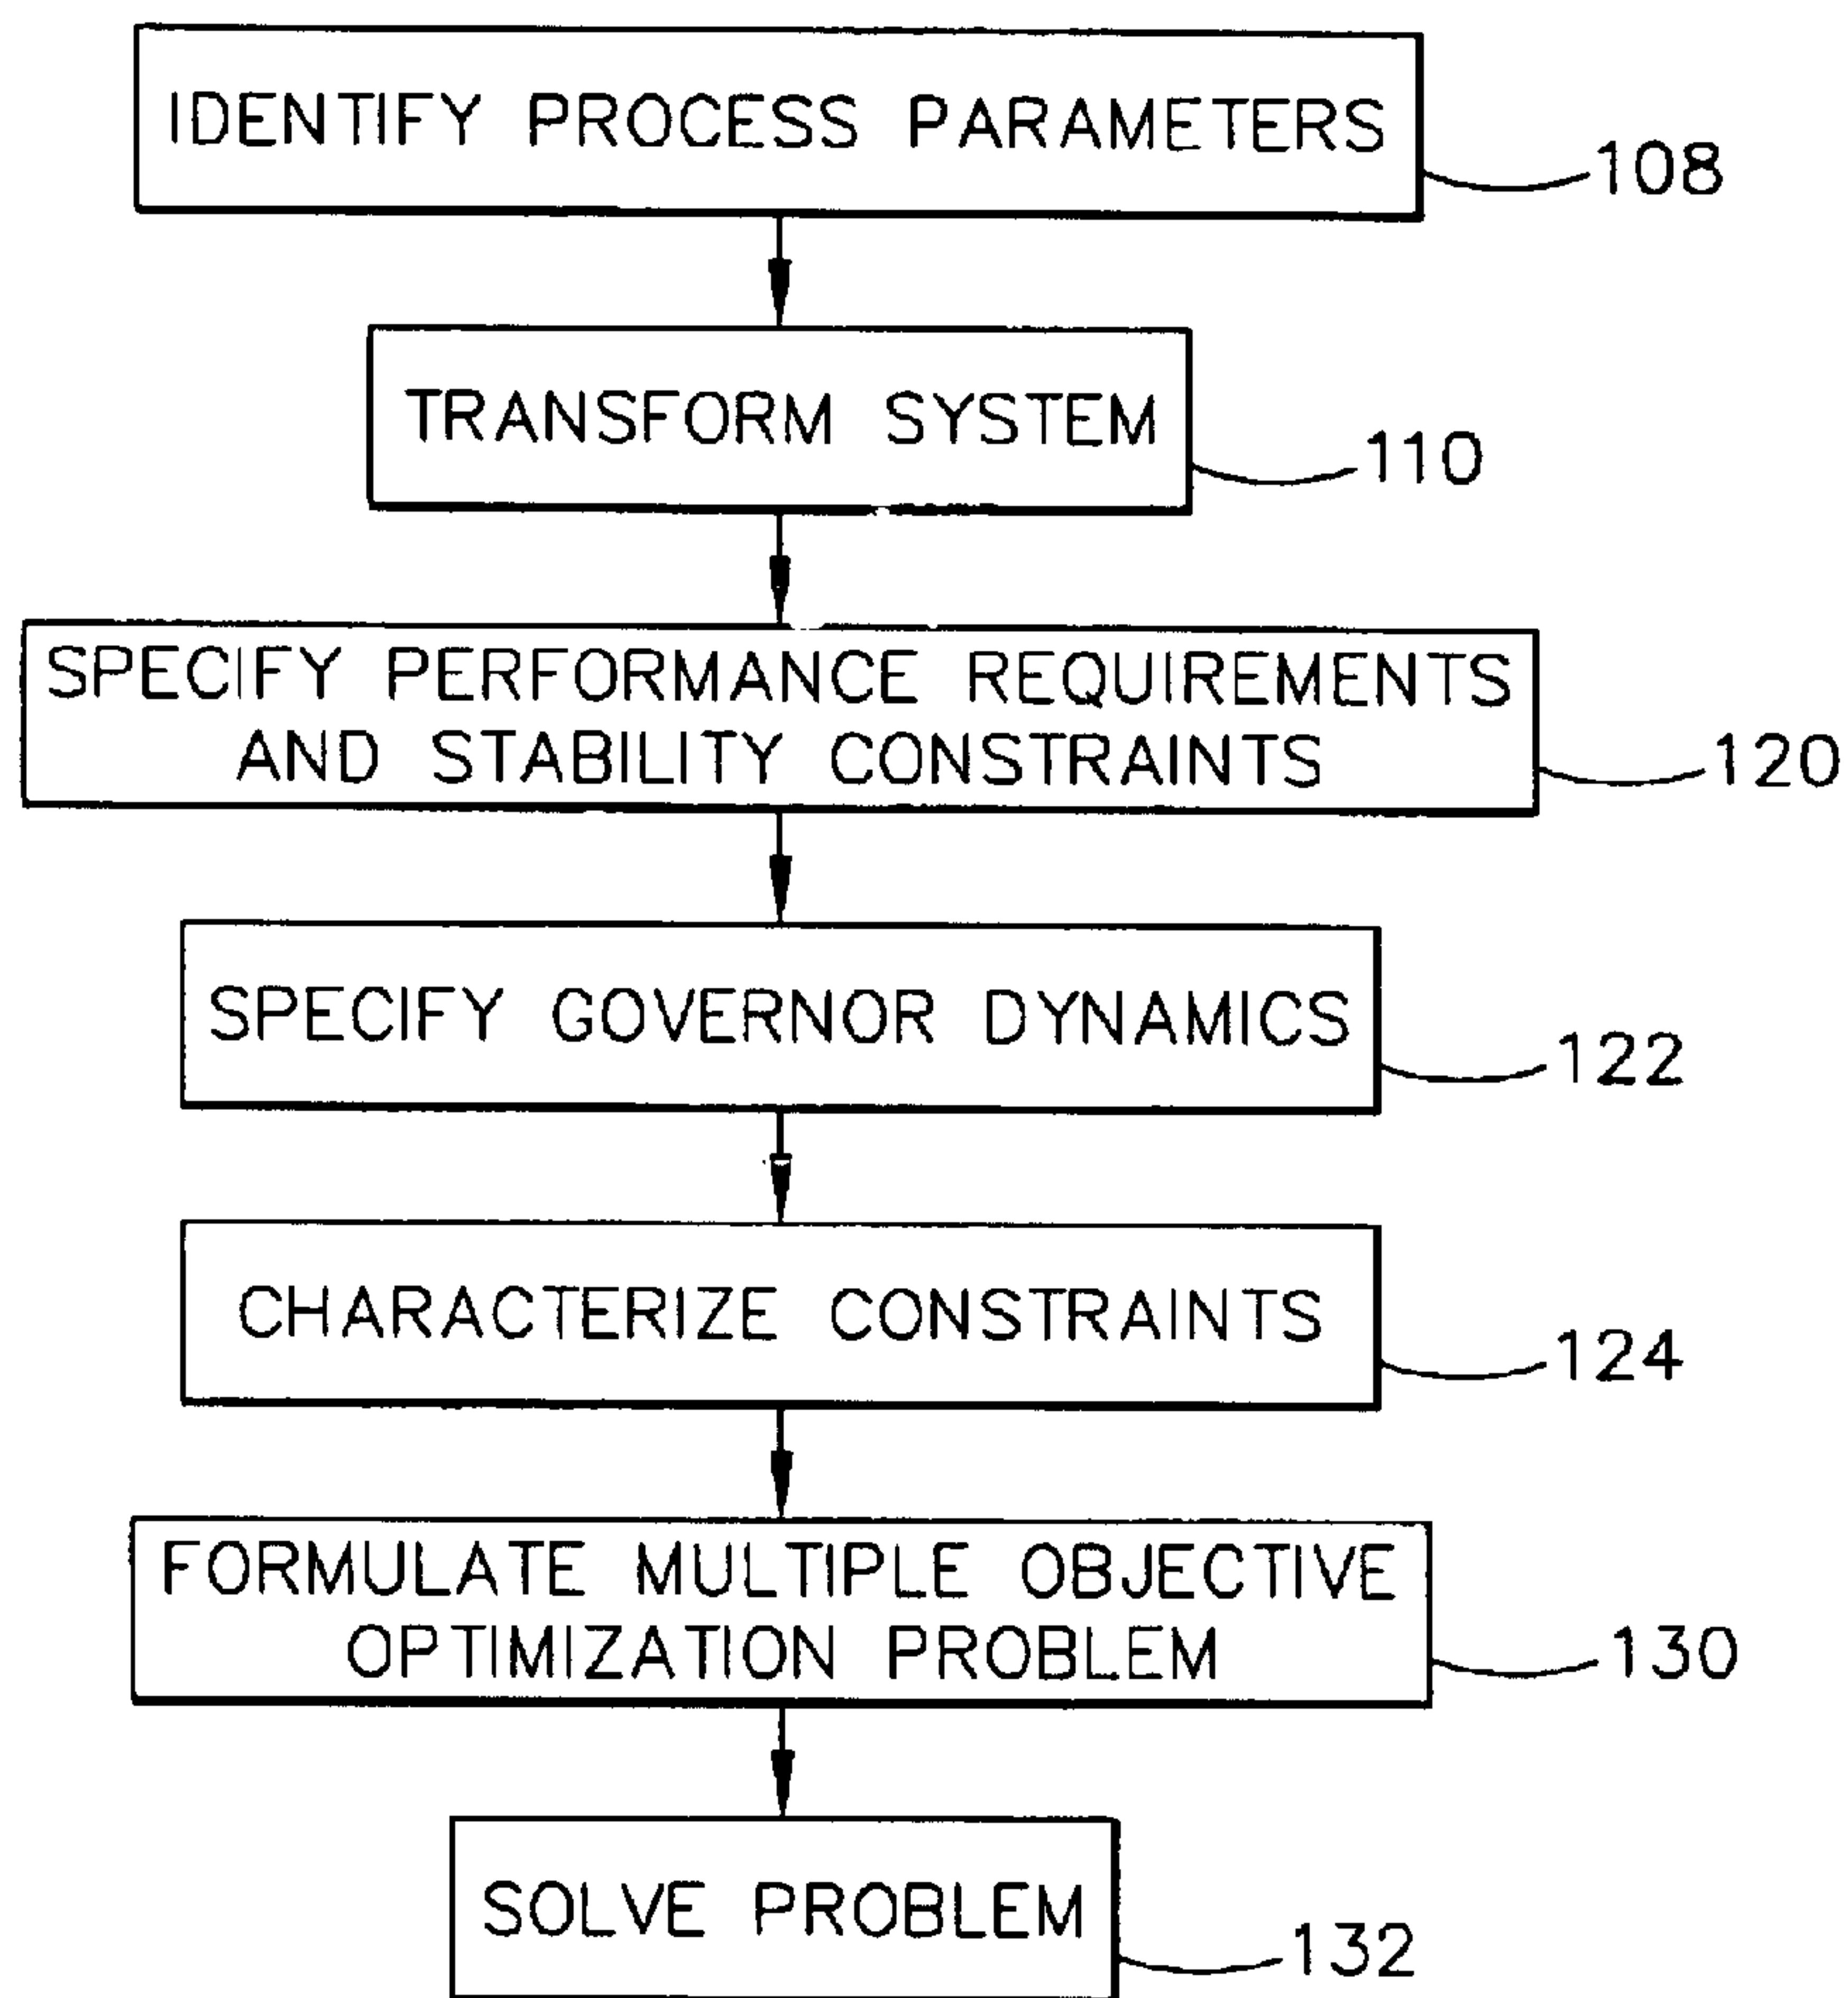 IDENTIFY PROCESS PARAMETERS
108
TRANSFORM SYSTEM
110
SPECIFY PERFORMANCE REQUIREMENTS
AND STABILITY CONSTRAINTS
120
SPECIFY GOVERNOR DYNAMICS
122
CHARACTERIZE CONSTRAINTS
124
FORMULATE MULTIPLE OBJECTIVE
OPTIMIZATION PROBLEM
130
SOLVE PROBLEM
132